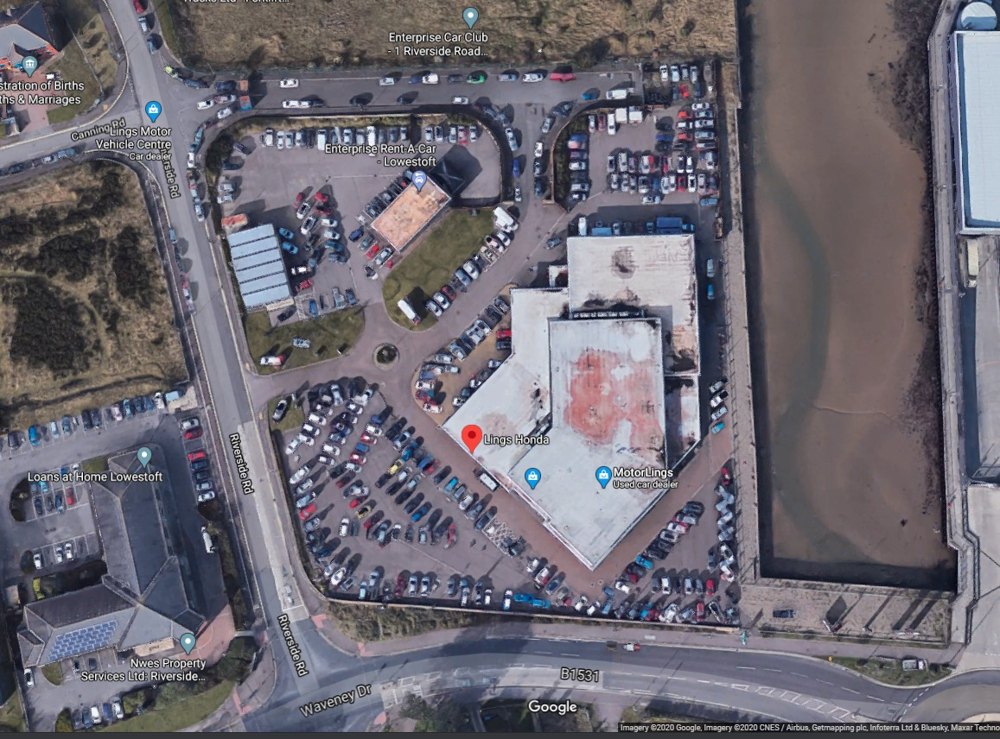 Trucks Ltd - Forklift...
Enterprise Car Club
- 1 Riverside Road...
stration of Births
ths & Marriages
Canning Rd
Lings Motor
Vehicle Centre
Car dealer
erside Rd
Enterprise Rent-A-Car
- Lowestoft
Lings Honda
MotorLings
Used car dealer
Riverside Rd
Loans at Home Lowestoft
Riverside Rd
Nwes Property
Services Ltd: Riverside...
B1531
Waveney Dr
Google
Imagery ©2020 Google, Imagery ©2020 CNES / Airbus, Getmapping plc, Infoterra Ltd & Bluesky, Maxar Techno